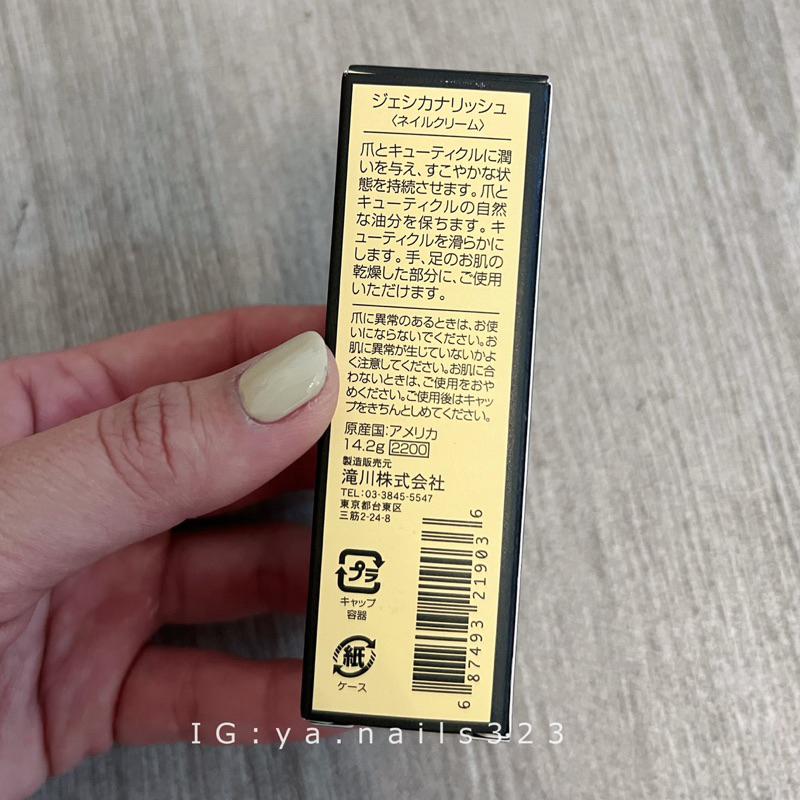 ジェシカナリッシュ
〈ネイルクリーム〉
爪とキューティクルに潤
いを与え、すこやかな状
態を持続させます。爪と
キューティクルの自然
な油分を保ちます。キ
ューティクルを滑らかに
します。手、足のお肌の
乾燥した部分に、ご使用
いただけます。
爪に異常のあるときは、お使
いにならないでください。お
肌に異常が生じていないかよ
く注意してください。お肌に合
わないときは、ご使用をおや
めください。ご使用後はキャッ
プをきちんとしめてください。
原産国:アメリカ
14.2g 2200
製造販売元
滝川株式会社
TEL:03-3845-5547
東京都台東区
三筋2-24-8
プラ
キャップ
容器
紙
ケース
6 87493 21903 6
IG:ya.nails323